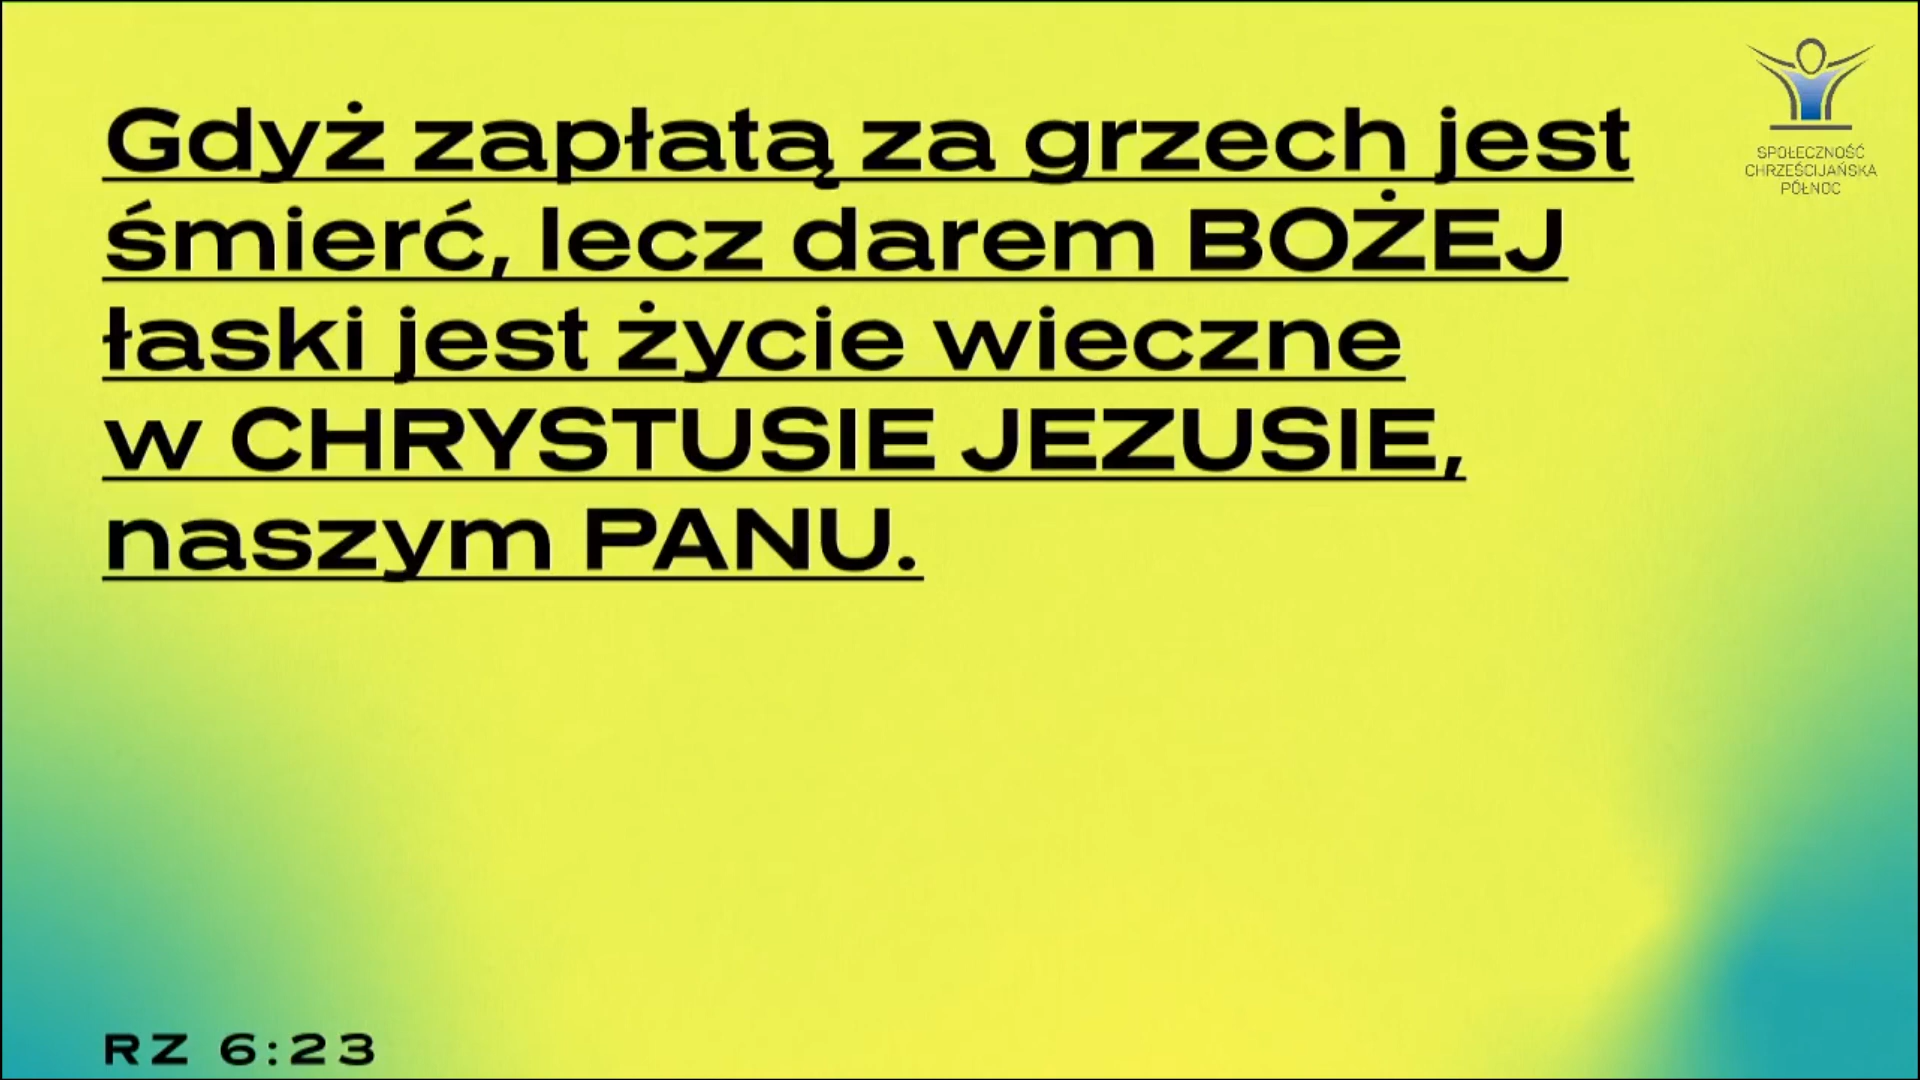 Gdyż zapłatą za grzech jest
śmierć, lecz darem BOŻEJ
łaski jest życie wieczne
w CHRYSTUSIE JEZUSIE,
naszym PANU.
SPOŁECZNOŚĆ
CHRZEŚCIJAŃSKA
PÓŁNOC
RZ 6:23